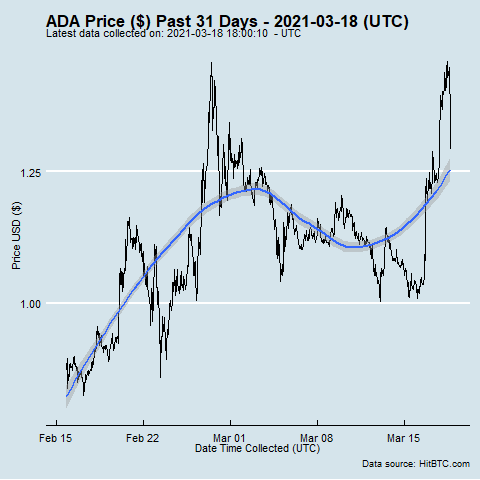 ADA Price ($) Past 31 Days - 2021-03-18 (UTC)
Latest data collected on: 2021-03-18 18:00:10 - UTC
1.25
Price USD ($)
1.00
Feb 15 Feb 22 Mar 01 Mar 08 Mar 15
Date Time Collected (UTC)
Data source: HitBTC.com